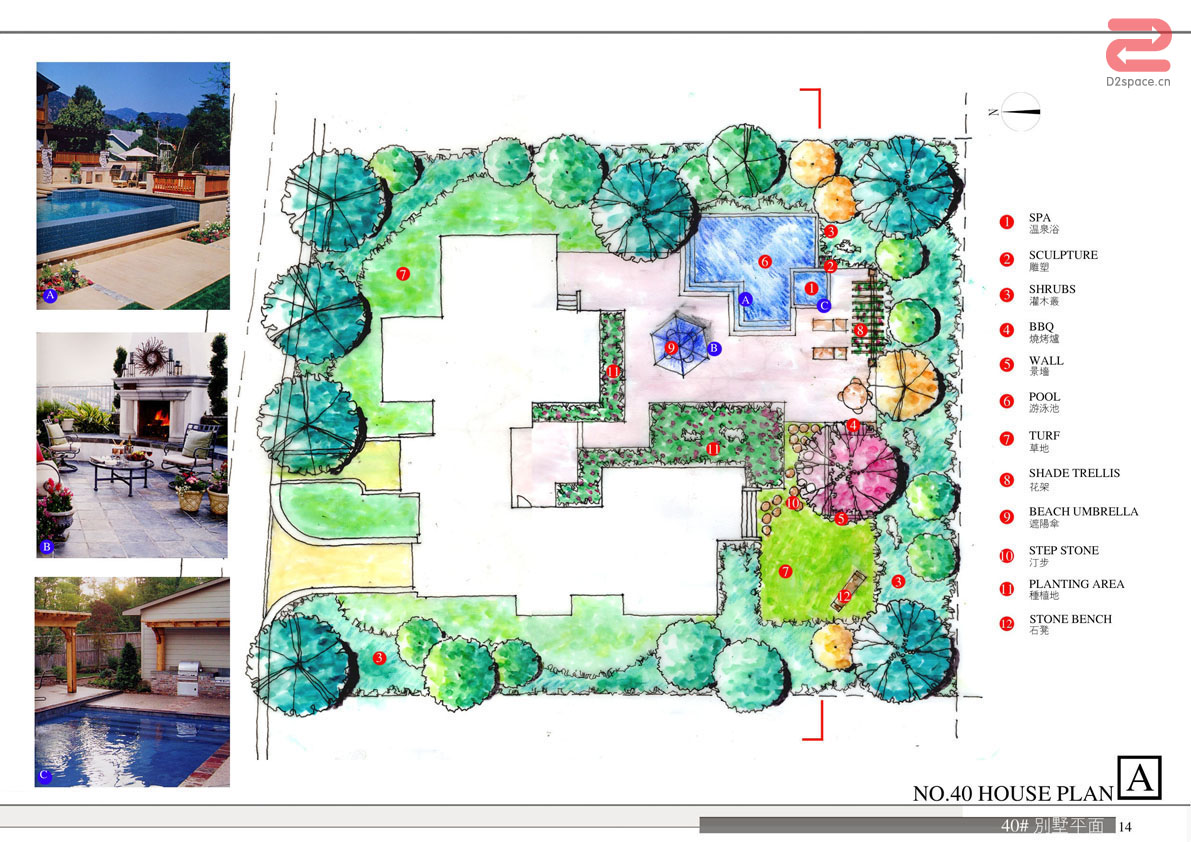 D2space.cn
N
A
B
C
7
6
3
2
1
A
C
8
9
B
11
11
4
10
5
7
12
3
3
1 SPA
溫泉浴
2 SCULPTURE
雕塑
3 SHRUBS
灌木叢
4 BBQ
燒烤爐
5 WALL
景墻
6 POOL
游泳池
7 TURF
草地
8 SHADE TRELLIS
花架
9 BEACH UMBRELLA
遮陽傘
10 STEP STONE
汀步
11 PLANTING AREA
種植地
12 STONE BENCH
石凳
NO.40 HOUSE PLAN A
40# 別墅平面 14